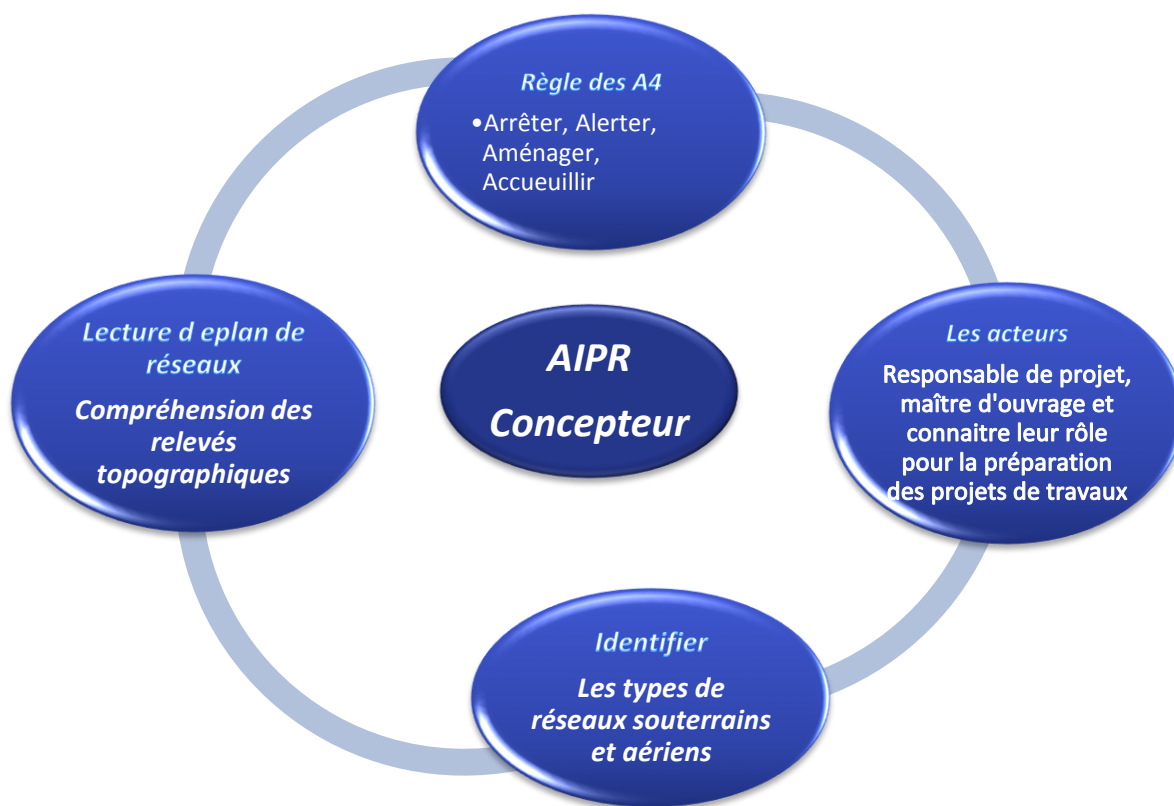 Règle des A4
•Arrêter, Alerter,
Aménager,
Accueuillir
Lecture d eplan de
réseaux
Compréhension des
relevés
topographiques
AIPR
Concepteur
Les acteurs
Responsable de projet,
maître d'ouvrage et
connaitre leur rôle
pour la préparation
des projets de travaux
Identifier
Les types de
réseaux souterrains
et aériens